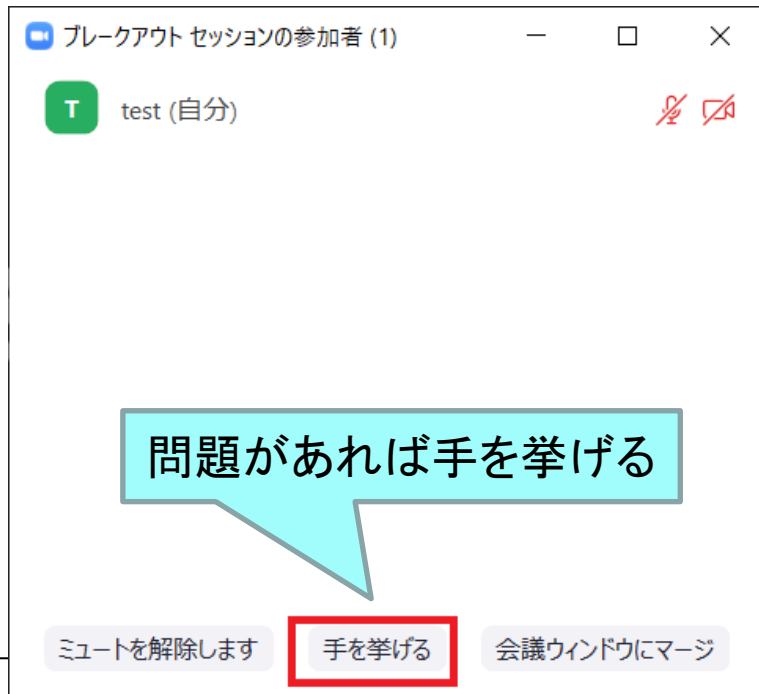 ブレークアウト セッションの参加者 (1)
T test (自分)
問題があれば手を挙げる
ミュートを解除します 手を挙げる 会議ウィンドウにマージ